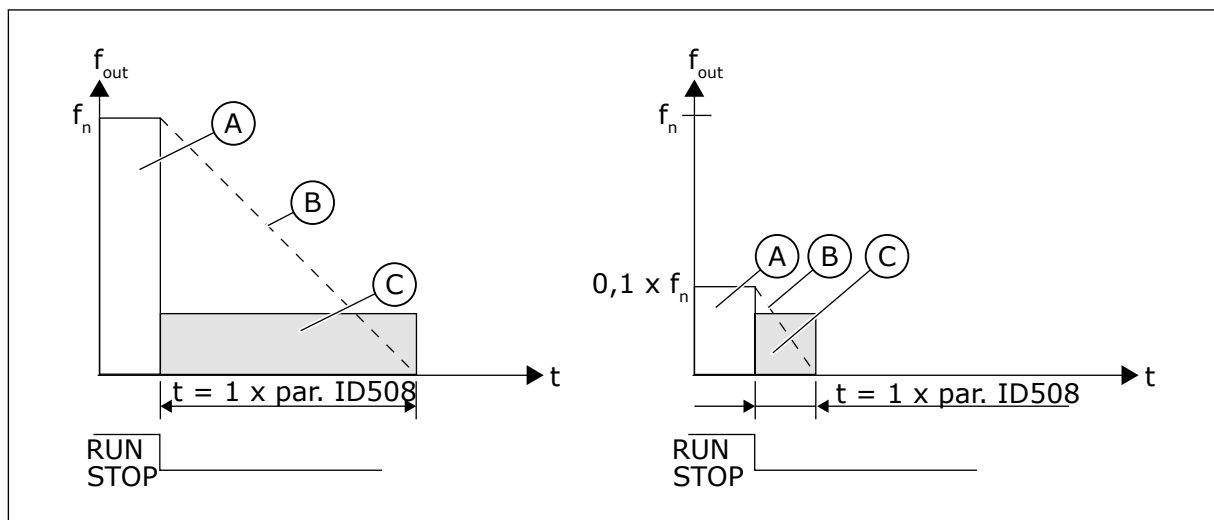 f out
f n
A
B
C
t
t = 1 x par. ID508
RUN
STOP
f out
f n
A
B
C
0,1 x f n
t
t = 1 x par. ID508
RUN
STOP